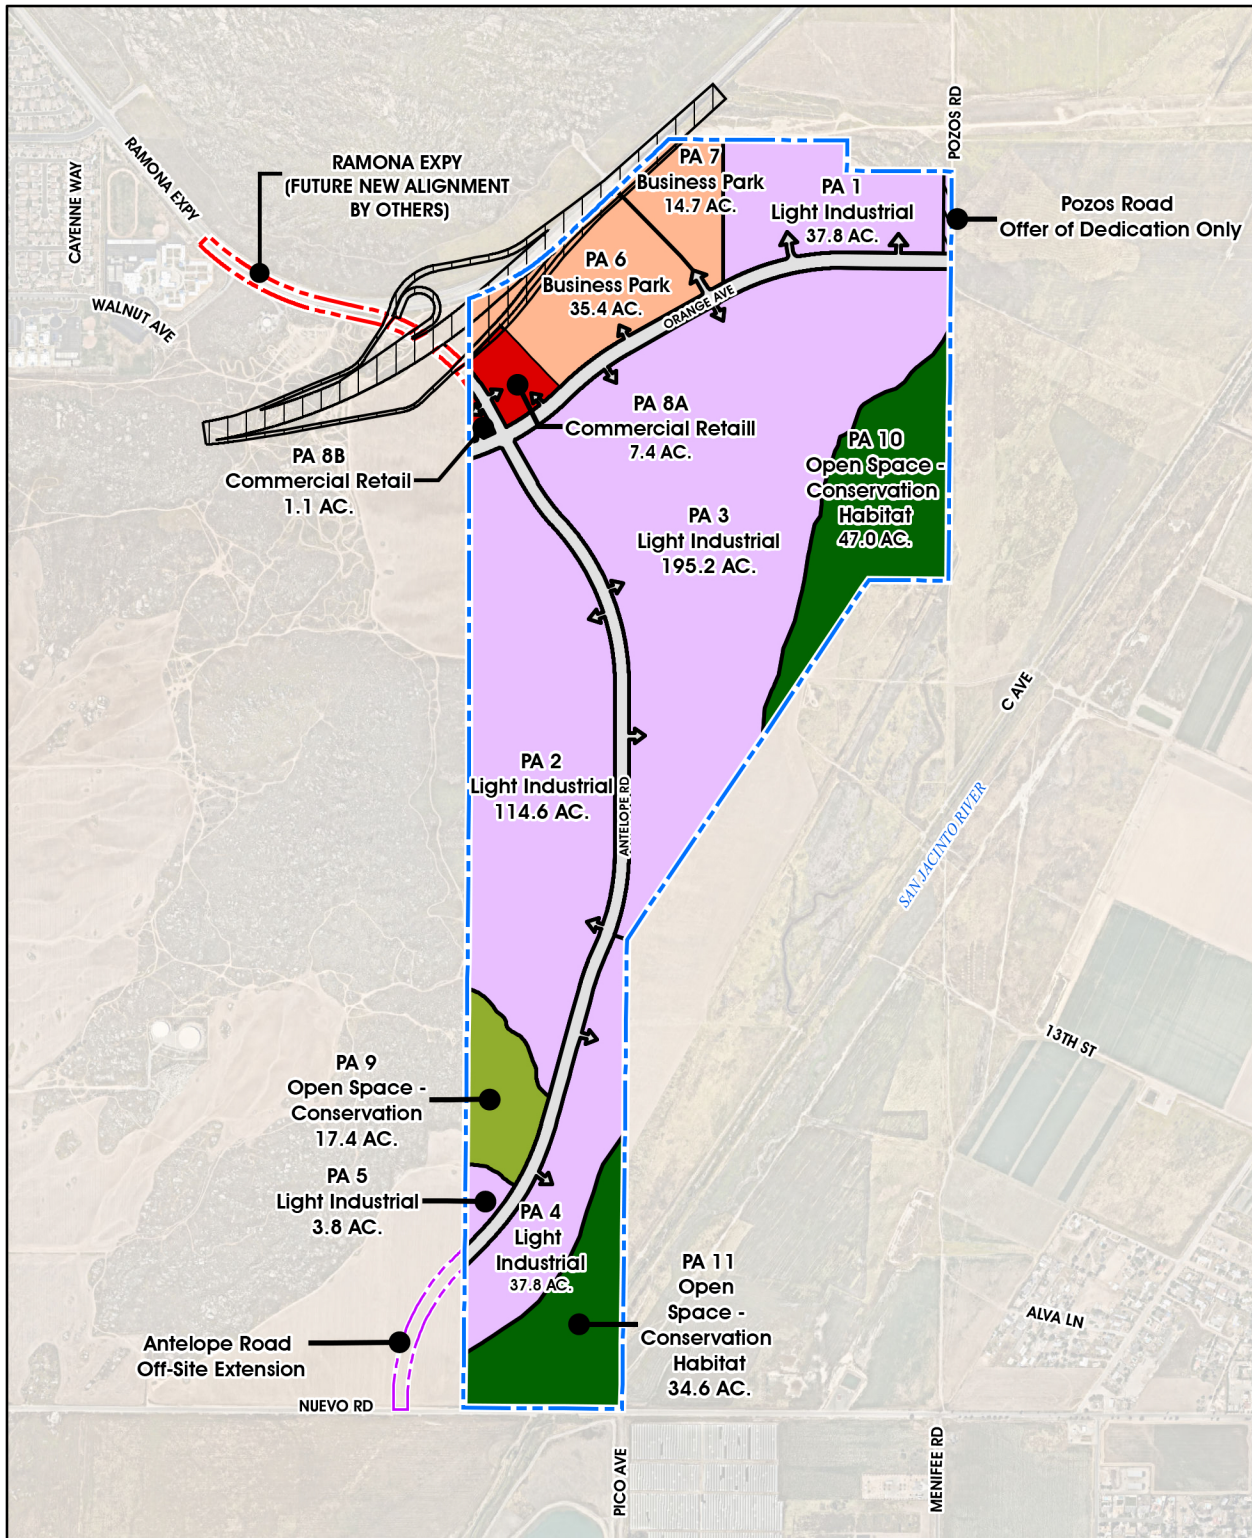 POZOS RD
RAMONA EXPY
CAYENNE WAY
WALNUT AVE
RAMONA EXPY
(FUTURE NEW ALIGNMENT
BY OTHERS)
PA 7
Business Park
14.7 AC.
PA 1
Light Industrial
37.8 AC.
Pozos Road
Offer of Dedication Only
PA 6
Business Park
35.4 AC.
ORANGE AVE
PA 8A
Commercial Retaill
7.4 AC.
PA 8B
Commercial Retail
1.1 AC.
PA 10
Open Space -
Conservation
Habitat
47.0 AC.
PA 3
Light Industrial
195.2 AC.
C AVE
PA 2
Light Industrial
114.6 AC.
ANTELOPE RD
SAN JACINTO RIVER
13TH ST
PA 9
Open Space -
Conservation
17.4 AC.
PA 5
Light Industrial
3.8 AC.
PA 4
Light
Industrial
37.8 AC.
PA 11
Open
Space -
Conservation
Habitat
34.6 AC.
ALVA LN
Antelope Road
Off-Site Extension
NUEVO RD
PICO AVE
MENIFEE RD